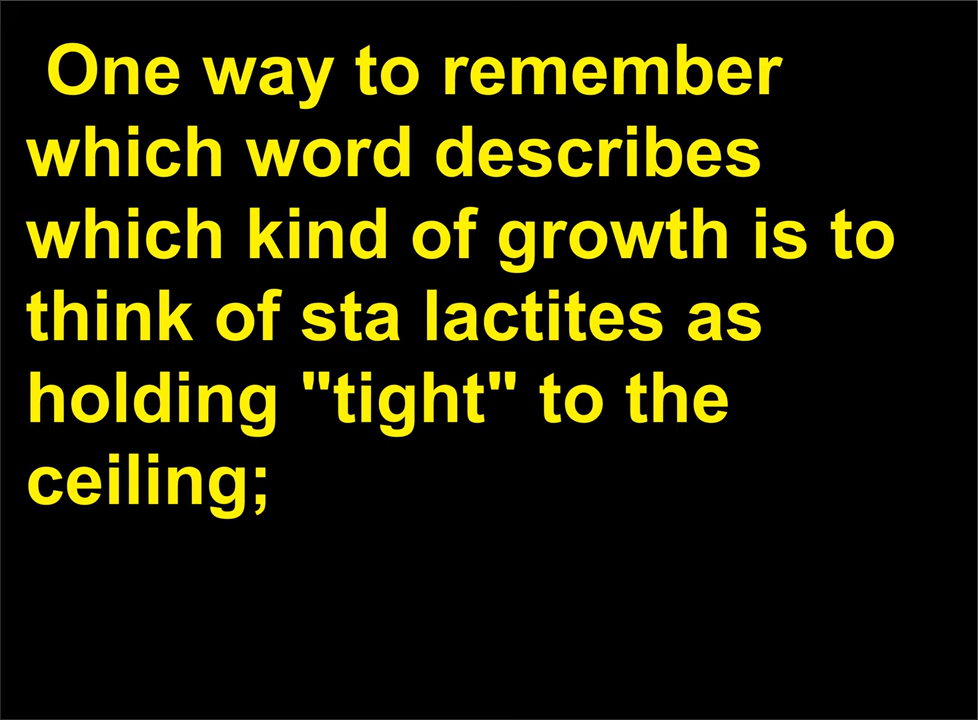 One way to remember
which word describes
which kind of growth is to
think of sta lactites as
holding "tight" to the
ceiling;